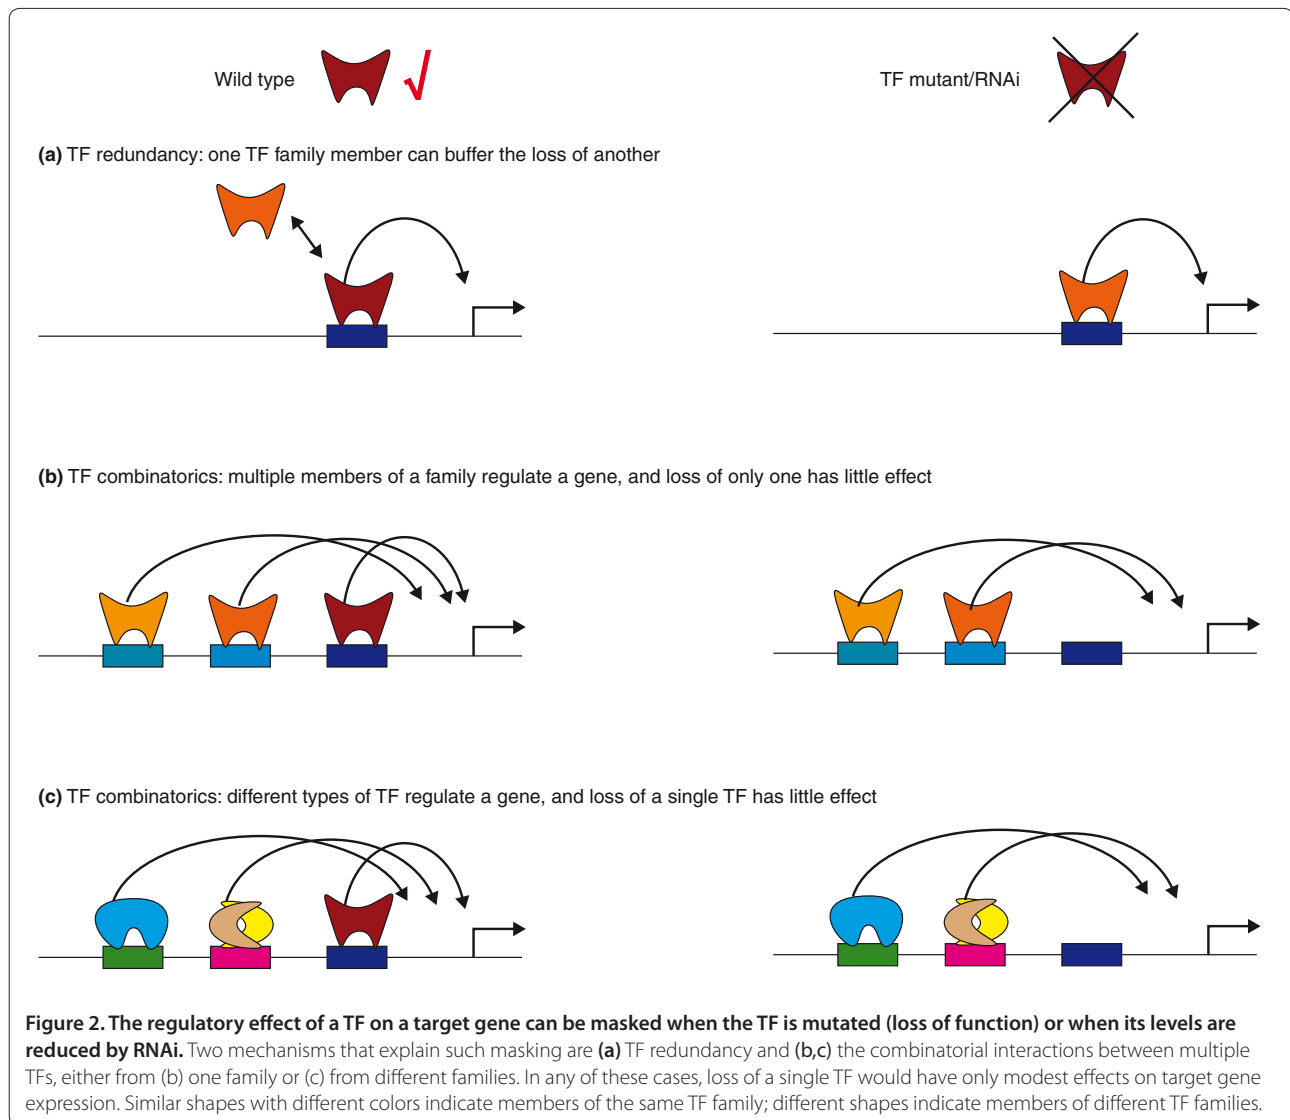 Wild type
TF mutant/RNAi
(a) TF redundancy: one TF family member can buffer the loss of another
(b) TF combinatorics: multiple members of a family regulate a gene, and loss of only one has little effect
(c) TF combinatorics: different types of TF regulate a gene, and loss of a single TF has little effect
Figure 2. The regulatory effect of a TF on a target gene can be masked when the TF is mutated (loss of function) or when its levels are
reduced by RNAi. Two mechanisms that explain such masking are (a) TF redundancy and (b,c) the combinatorial interactions between multiple
TFs, either from (b) one family or (c) from different families. In any of these cases, loss of a single TF would have only modest effects on target gene
expression. Similar shapes with different colors indicate members of the same TF family; different shapes indicate members of different TF families.